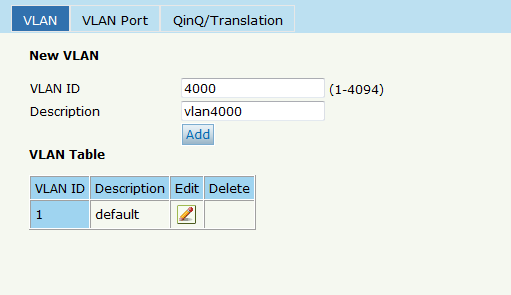 VLAN VLAN Port QinQ/Translation
New VLAN
VLAN ID 4000 (1-4094)
Description vlan4000
Add
VLAN Table
VLAN ID Description Edit Delete
1 default